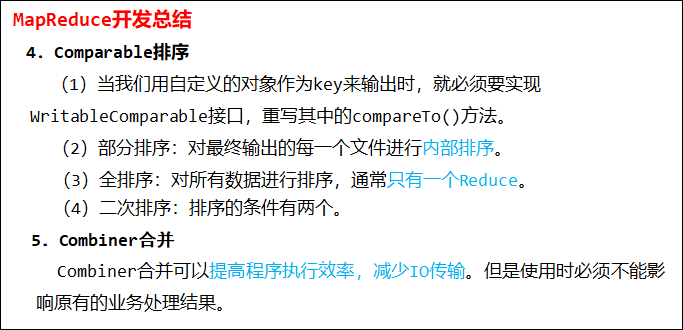 MapReduce开发总结
4. Comparable排序
（1）当我们用自定义的对象作为key来输出时，就必须要实现
WritableComparable接口，重写其中的compareTo()方法。
（2）部分排序：对最终输出的每一个文件进行内部排序。
（3）全排序：对所有数据进行排序，通常只有一个Reduce。
（4）二次排序：排序的条件有两个。
5. Combiner合并
Combiner合并可以提高程序执行效率，减少IO传输。但是使用时必须不能影
响原有的业务处理结果。